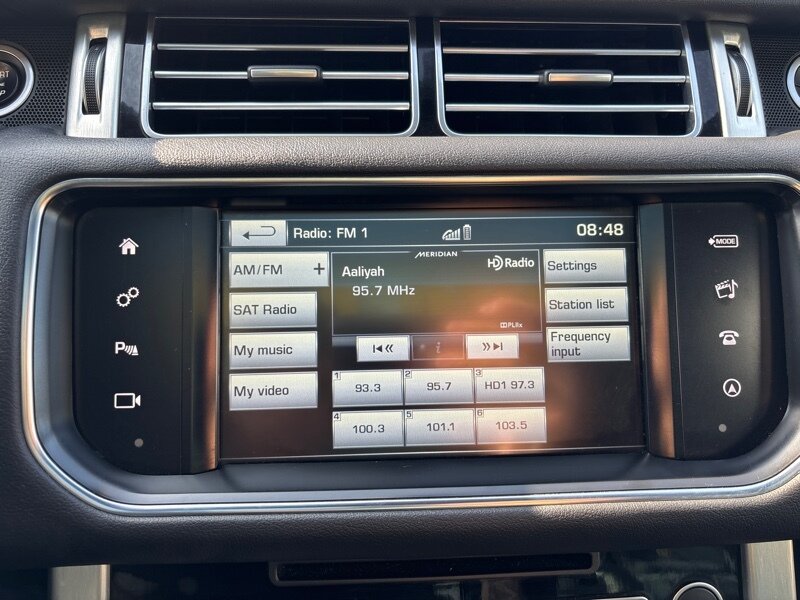 Radio: FM 1
08:48
MERIDIAN
AM/FM +
Aaliyah
HD Radio
Settings
95.7 MHz
SAT Radio
Station list
PLIIx
My music
i
Frequency
input
My video
1 93.3
2 95.7
3 HD1 97.3
4 100.3
5 101.1
6 103.5
P
MODE